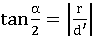 tan α/2 = |r/d′|